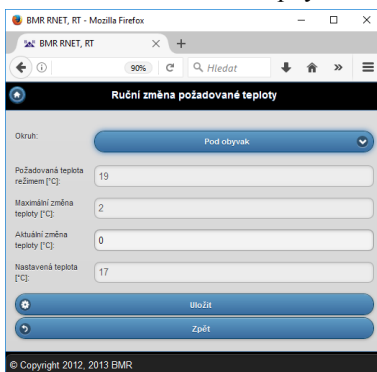 BMR RNET, RT - Mozilla Firefox
BMR RNET, RT
90%
Hledat
Ruční změna požadované teploty
Okruh:
Pod obyvak
Požadovaná teplota
režimem [°C]:
19
Maximální změna
teploty [°C]:
2
Aktuální změna
teploty [°C]:
0
Nastavená teplota
[°C]:
17
Uložit
Zpět
© Copyright 2012, 2013 BMR